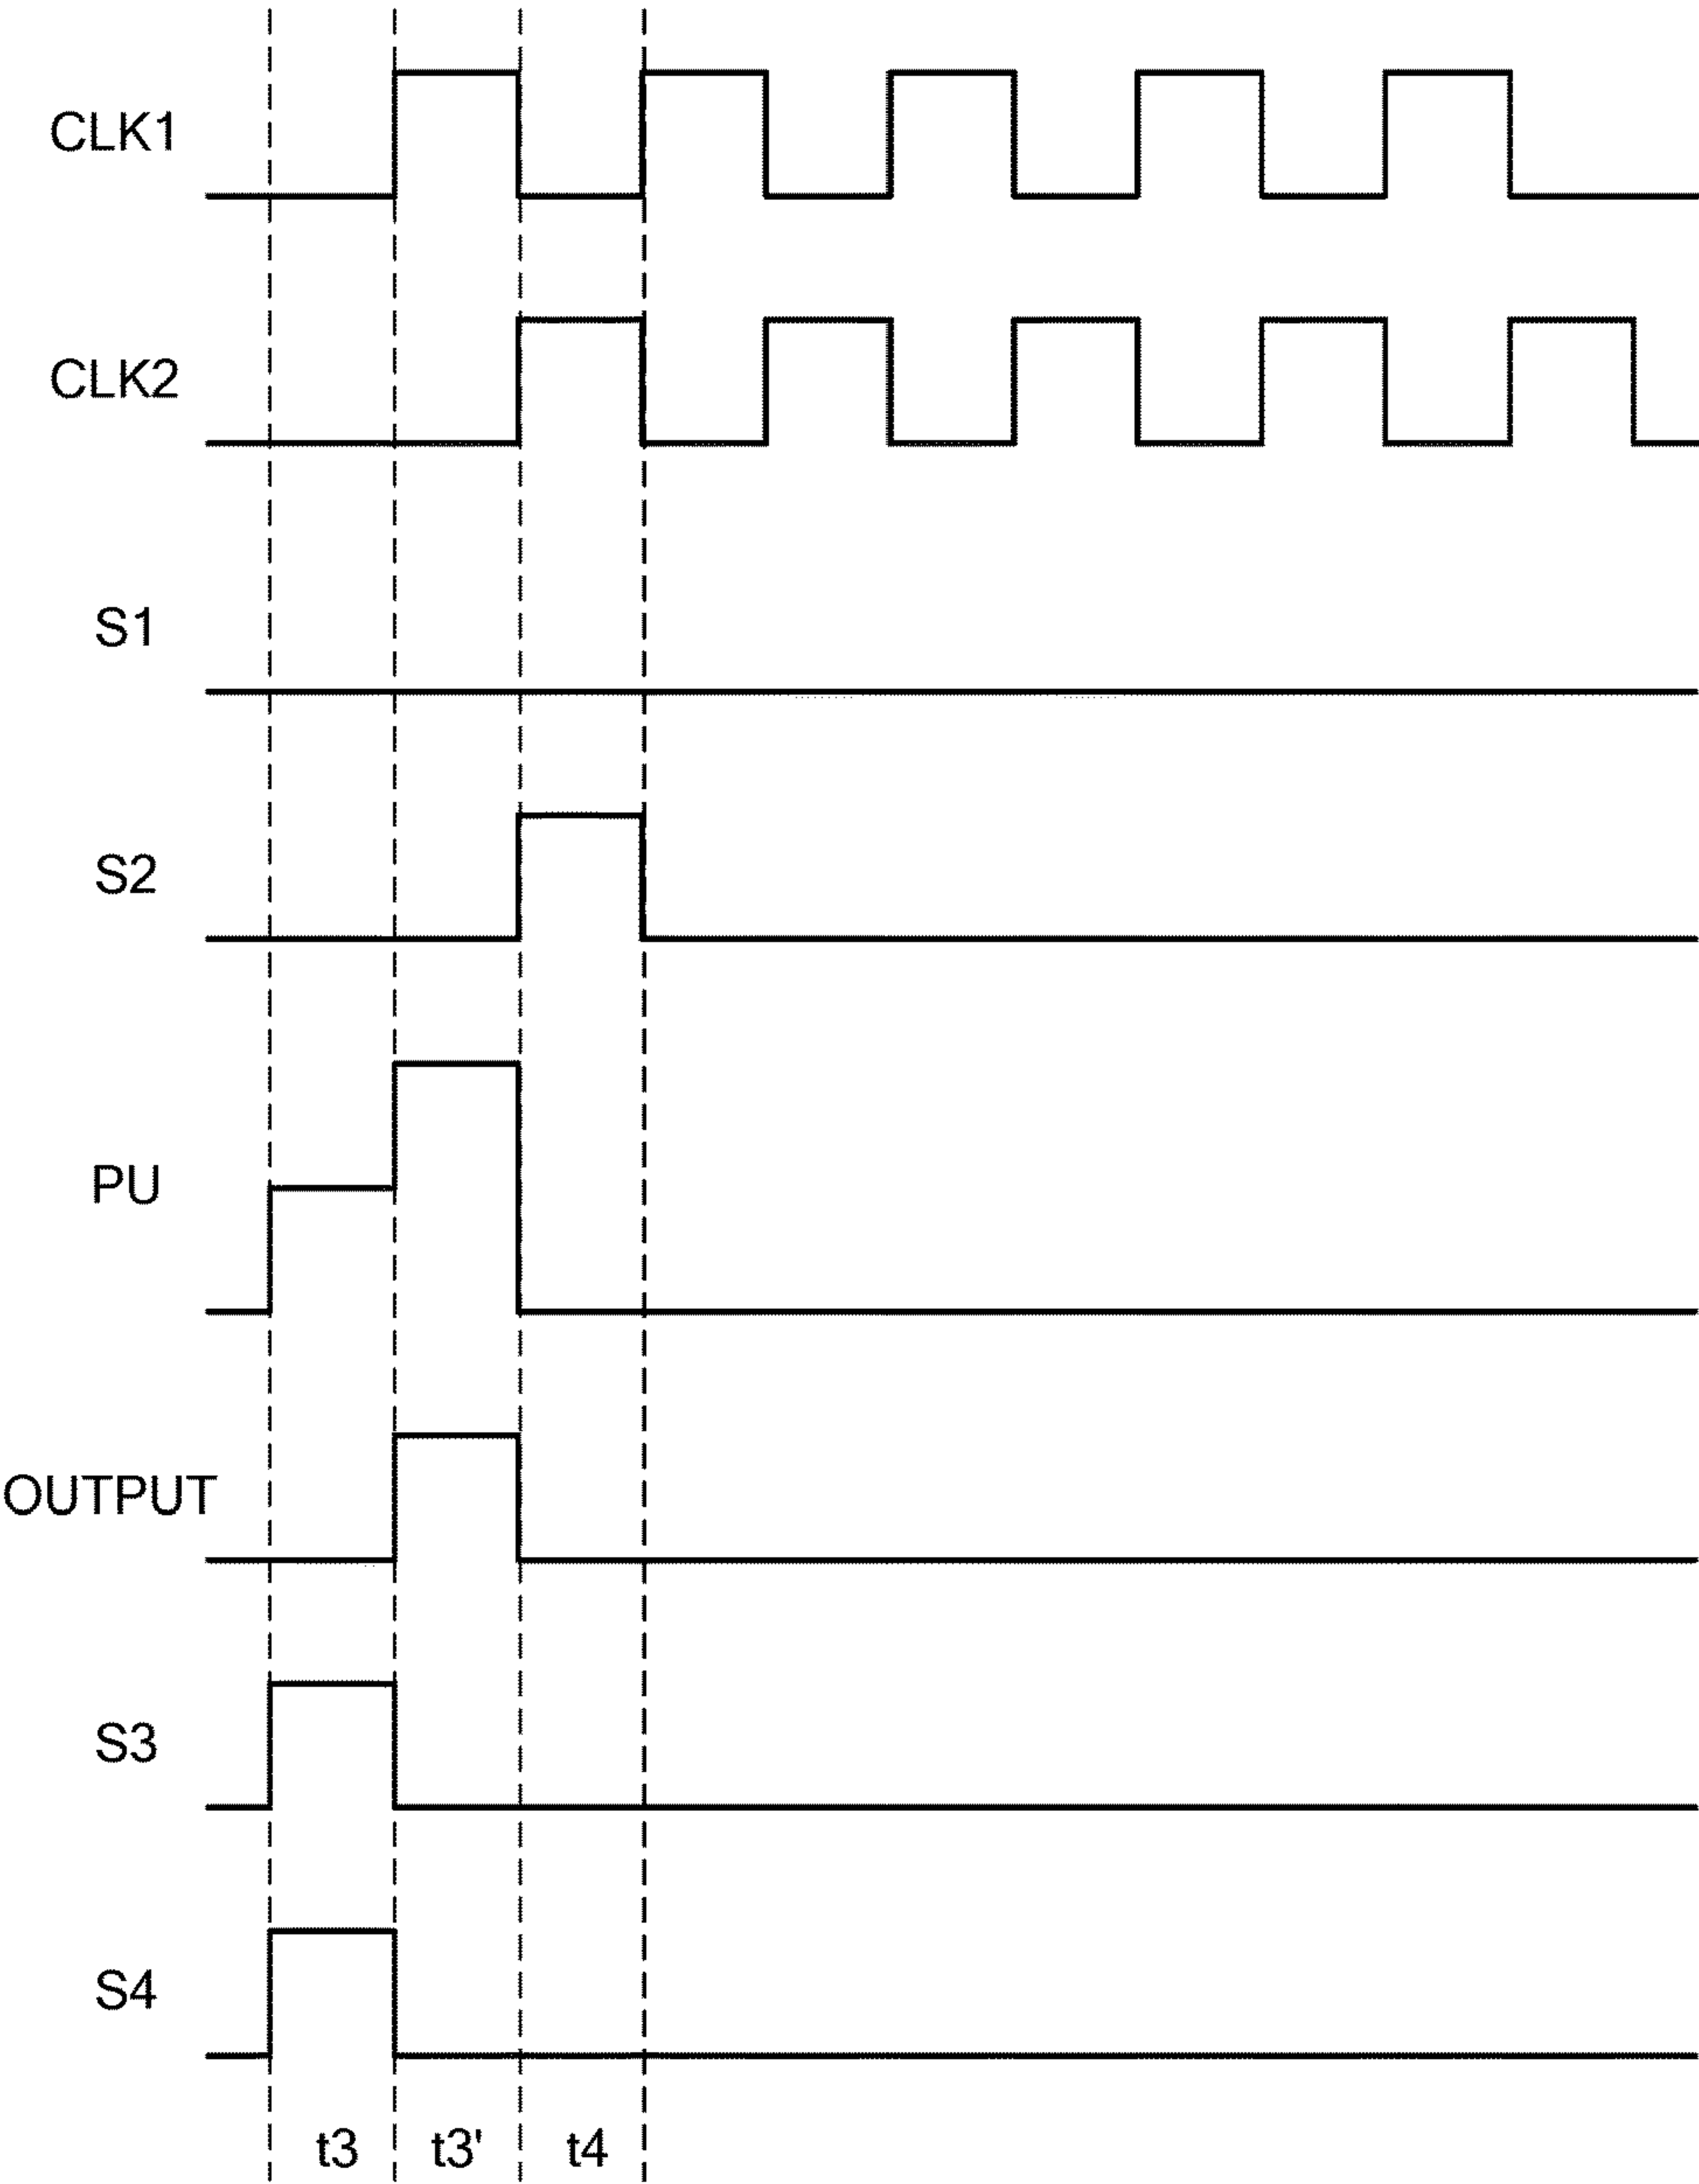 CLK1
CLK2
S1
S2
PU
OUTPUT
S3
S4
t3 t3' t4